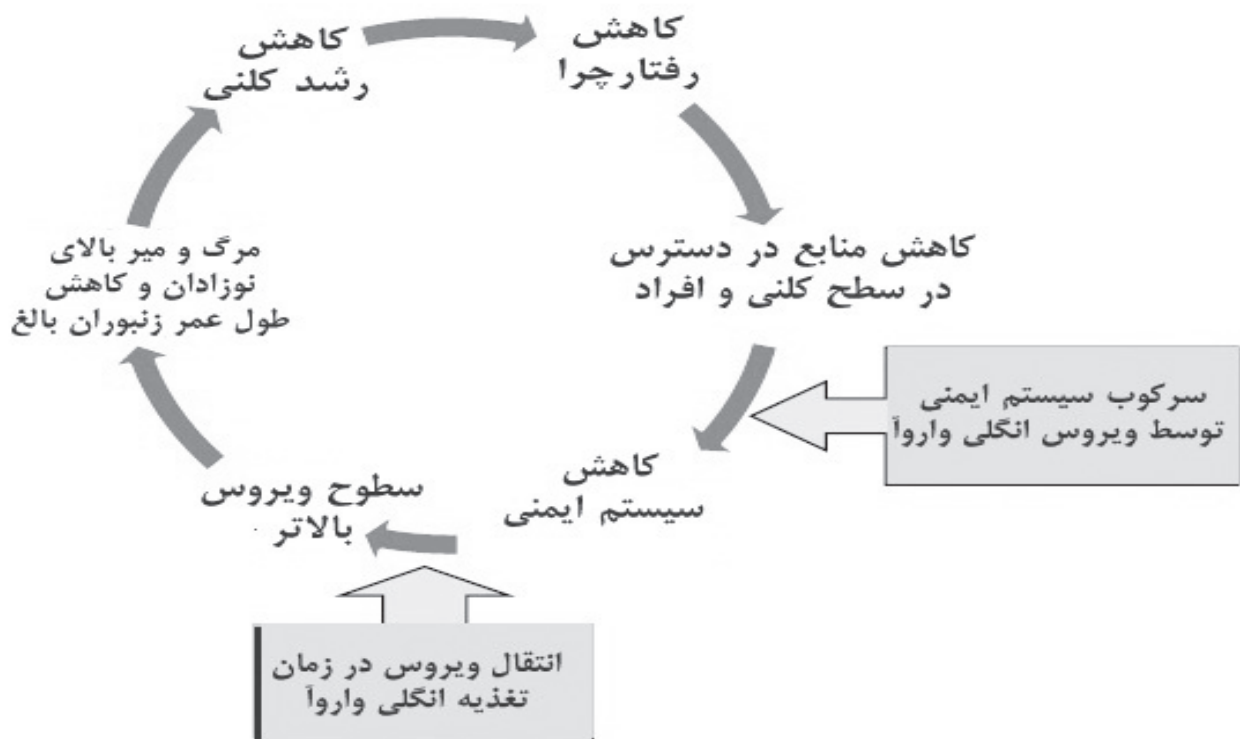 کاهش
رشد کلنی
کاهش
رفتارچرا
کاهش منابع در دسترس
در سطح کلنی و افراد
سرکوب سیستم ایمنی
توسط ویروس انگلی واروآ
کاهش
سیستم ایمنی
انتقال ویروس در زمان
تغذیه انگلی واروآ
سطوح ویروس
بالاتر
مرگ و میر بالای
نوزادان و کاهش
طول عمر زنبوران بالغ